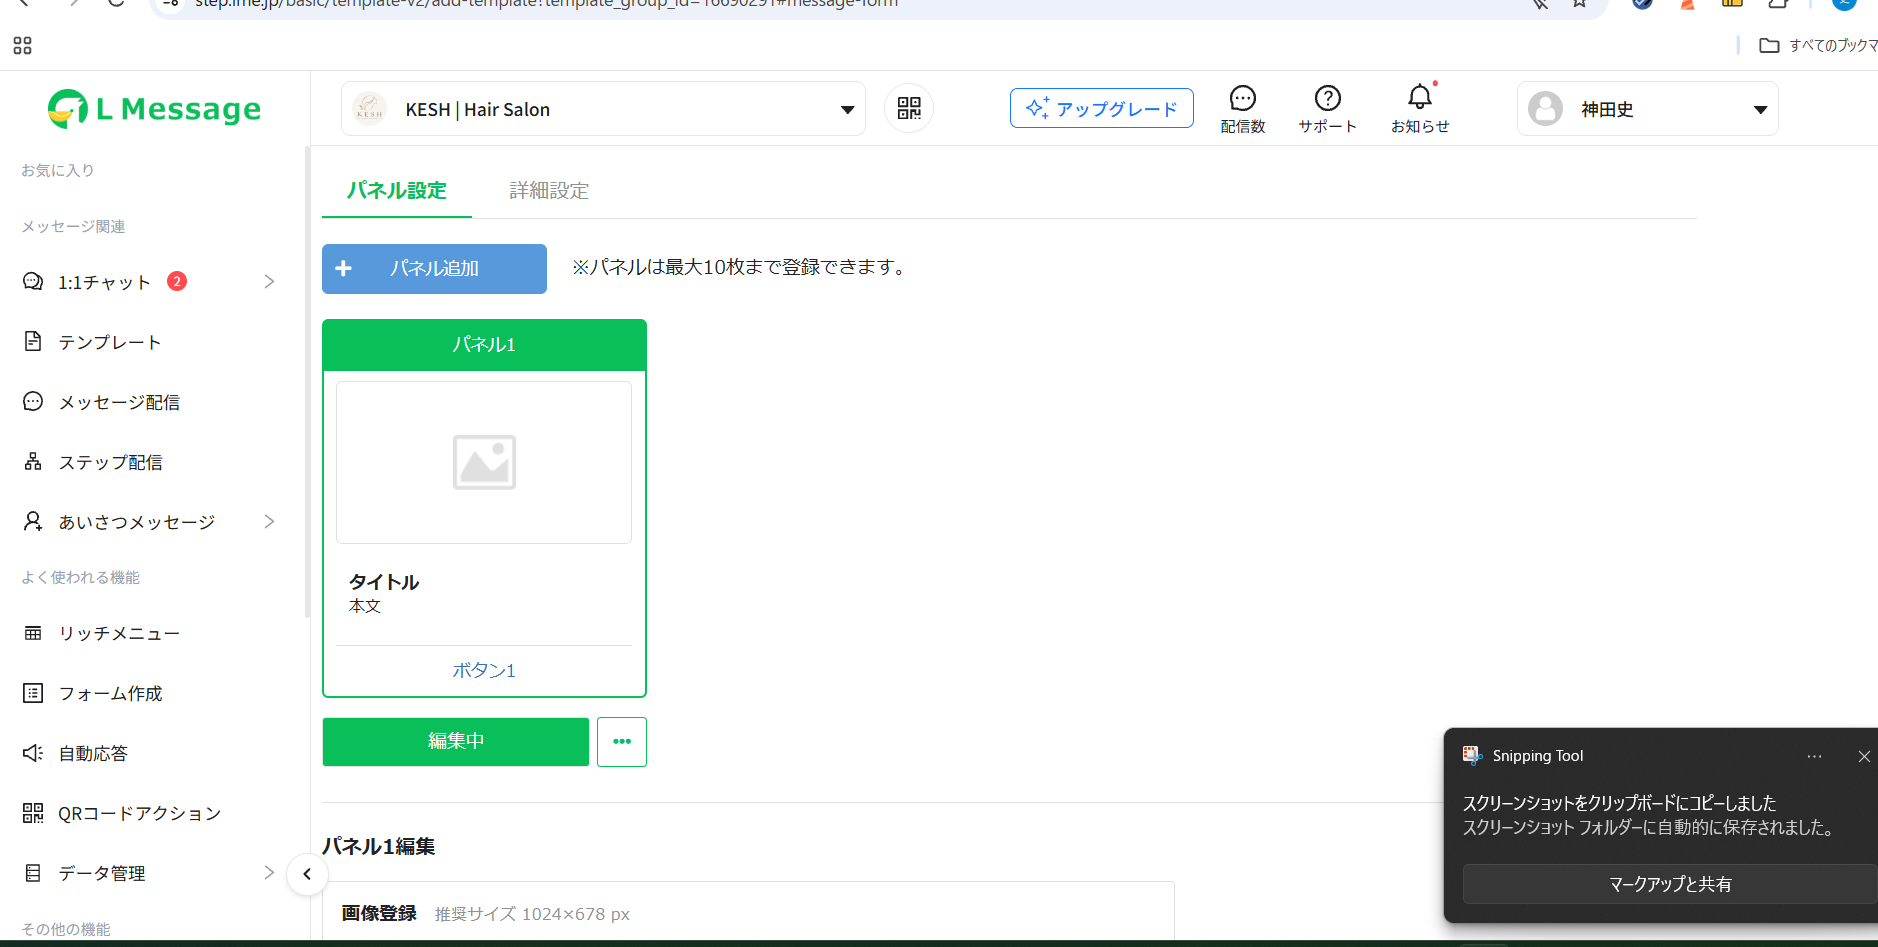 step.lme.jp/basic/template-v2/add-template?template_group_id=16690291#message-form
すべてのブックマ
L Message
KESH | Hair Salon
アップグレード
配信数
サポート
お知らせ
神田史
お気に入り
メッセージ関連
1:1チャット 2
テンプレート
メッセージ配信
ステップ配信
あいさつメッセージ
よく使われる機能
リッチメニュー
フォーム作成
自動応答
QRコードアクション
データ管理
その他の機能
パネル設定 詳細設定
パネル追加 ※パネルは最大10枚まで登録できます。
パネル1
タイトル
本文
ボタン1
編集中
パネル1編集
画像登録 推奨サイズ 1024×678 px
Snipping Tool
スクリーンショットをクリップボードにコピーしました
スクリーンショット フォルダーに自動的に保存されました。
マークアップと共有